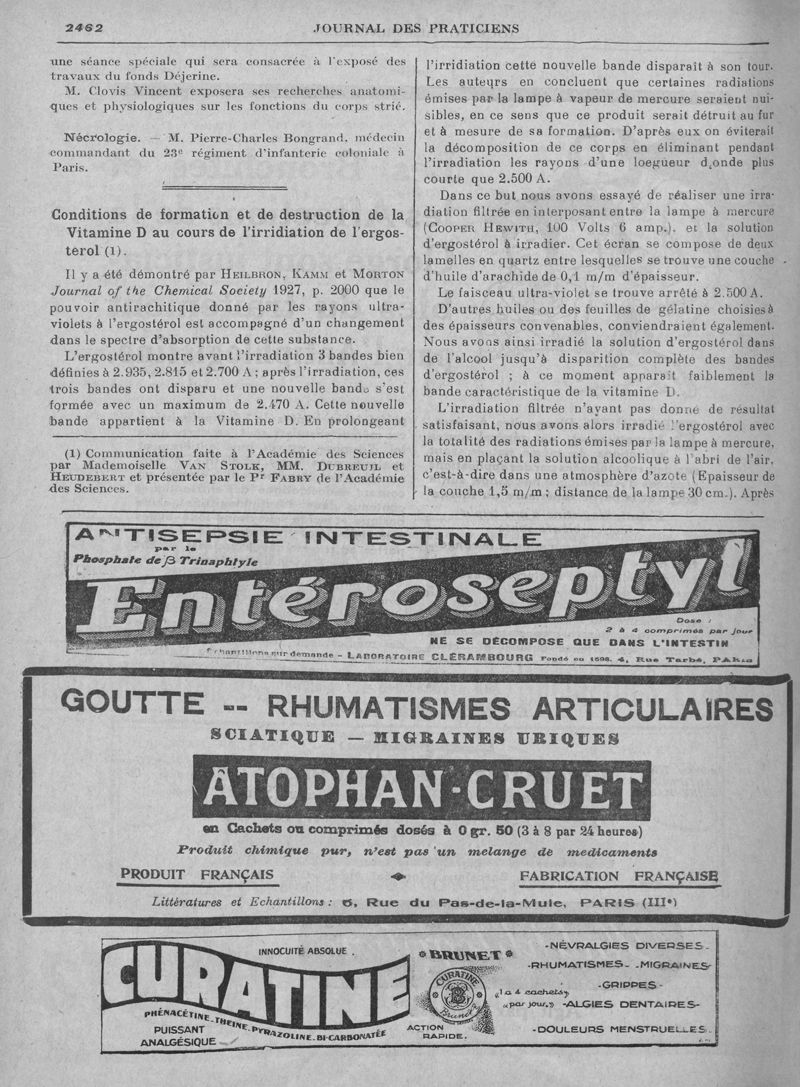 2462
JOURNAL DES PRATICIENS
une séance spéciale qui sera consacrée à l'exposé des
travaux du fonds Déjerine.
M. Clovis Vincent exposera ses recherches anatomi-
ques et physiologiques sur les fonctions du corps strié.
Nécrologie. — M. Pierre-Charles Bongrand, médecin
commandant du 23e régiment d'infanterie coloniale à
Paris.
Conditions de formation et de destruction de la
Vitamine D au cours de l'irridiation de l'ergos-
terol (1).
Il y a été démontré par HEILBRON, KAMM et MORTON
Journal of the Chemical Society 1927, p. 2000 que le
pouvoir antirachitique donné par les rayons ultra-
violets à l'ergostérol est accompagné d'un changement
dans le spectre d'absorption de cette substance.
L'ergostérol montre avant l'irradiation 3 bandes bien
définies à 2.935, 2.815 et 2.700 A ; après l'irradiation, ces
trois bandes ont disparu et une nouvelle bande s'est
formée avec un maximum de 2.470 A. Cette nouvelle
bande appartient à la Vitamine D. En prolongeant
(1) Communication faite à l'Académie des Sciences
par Mademoiselle VAN STOLK, MM. DUBREUIL et
HEUDEBERT et présentée par le Pr FABRY de l'Académie
des Sciences.
l'irridiation cette nouvelle bande disparait à son tour.
Les auteqrs en concluent que certaines radiations
émises par la lampe à vapeur de mercure seraient nui-
sibles, en ce sens que ce produit serait détruit au fur
et à mesure de sa formation. D'après eux on éviterait
la décomposition de ce corps en éliminant pendant
l'irradiation les rayons d'une loegueur d,onde plus
courte que 2.500 A.
Dans ce but nous avons essayé de réaliser une irra-
diation filtrée en interposant entre la lampe à mercure
(COOPER HEWITH, 100 Volts 6 amp.), et la solution
d'ergostérol à irradier. Cet écran se compose de deux
lamelles en quartz entre lesquelles se trouve une couche
d'huile d'arachide de 0,1 m/m d'épaisseur.
Le faisceau ultra-violet se trouve arrêté à 2.500 A.
D'autres huiles ou des feuilles de gélatine choisies à
des épaisseurs convenables, conviendraient également.
Nous avons ainsi irradié la solution d'ergostérol dans
de l'alcool jusqu'à disparition complète des bandes
d'ergostérol ; à ce moment apparait faiblement la
bande caractéristique de la vitamine D.
L'irradiation filtrée n'ayant pas donné de résultat
satisfaisant, nous avons alors irradié l'ergostérol avec
la totalité des radiations émises par la lampe à mercure,
mais en plaçant la solution alcoolique à l'abri de l'air,
c'est-à-dire dans une atmosphère d'azote (Epaisseur de
la couche 1,5 m/m ; distance de la lampe 30 cm.). Après
ANTISEPSIE INTESTINALE
par le
Phosphate de β Trinaphtyle
Entéroseptyl
Dose :
2 à 4 comprimés par jour
NE SE DÉCOMPOSE QUE DANS L'INTESTIN
Échantillons sur demande - LABORATOIRE CLÉRAMBOURG Fondé en 1898. 4, Rue Tarbé, PARIS
GOUTTE -- RHUMATISMES ARTICULAIRES
SCIATIQUE — MIGRAINES URIQUES
ATOPHAN-CRUET
en Cachets ou comprimés dosés à 0 gr. 50 (3 à 8 par 24 heures)
Produit chimique pur, n'est pas un melange de medicaments
PRODUIT FRANÇAIS
FABRICATION FRANÇAISE
Littératures et Echantillons : 6, Rue du Pas-de-la-Mule, PARIS (IIIe)
INNOCUITÉ ABSOLUE.
CURATINE
PHÉNACÉTINE-THEINE-PYRAZOLINE-BI-CARBONATÉE
PUISSANT
ANALGÉSIQUE
* BRUNET *
CURATINE
Brunet
ACTION
RAPIDE.
"1 à 4 cachets,
"par jour."
-NÉVRALGIES DIVERSES-
-RHUMATISMES- -MIGRAINES-
-GRIPPES-
-ALGIES DENTAIRES-
-DOULEURS MENSTRUELLES-